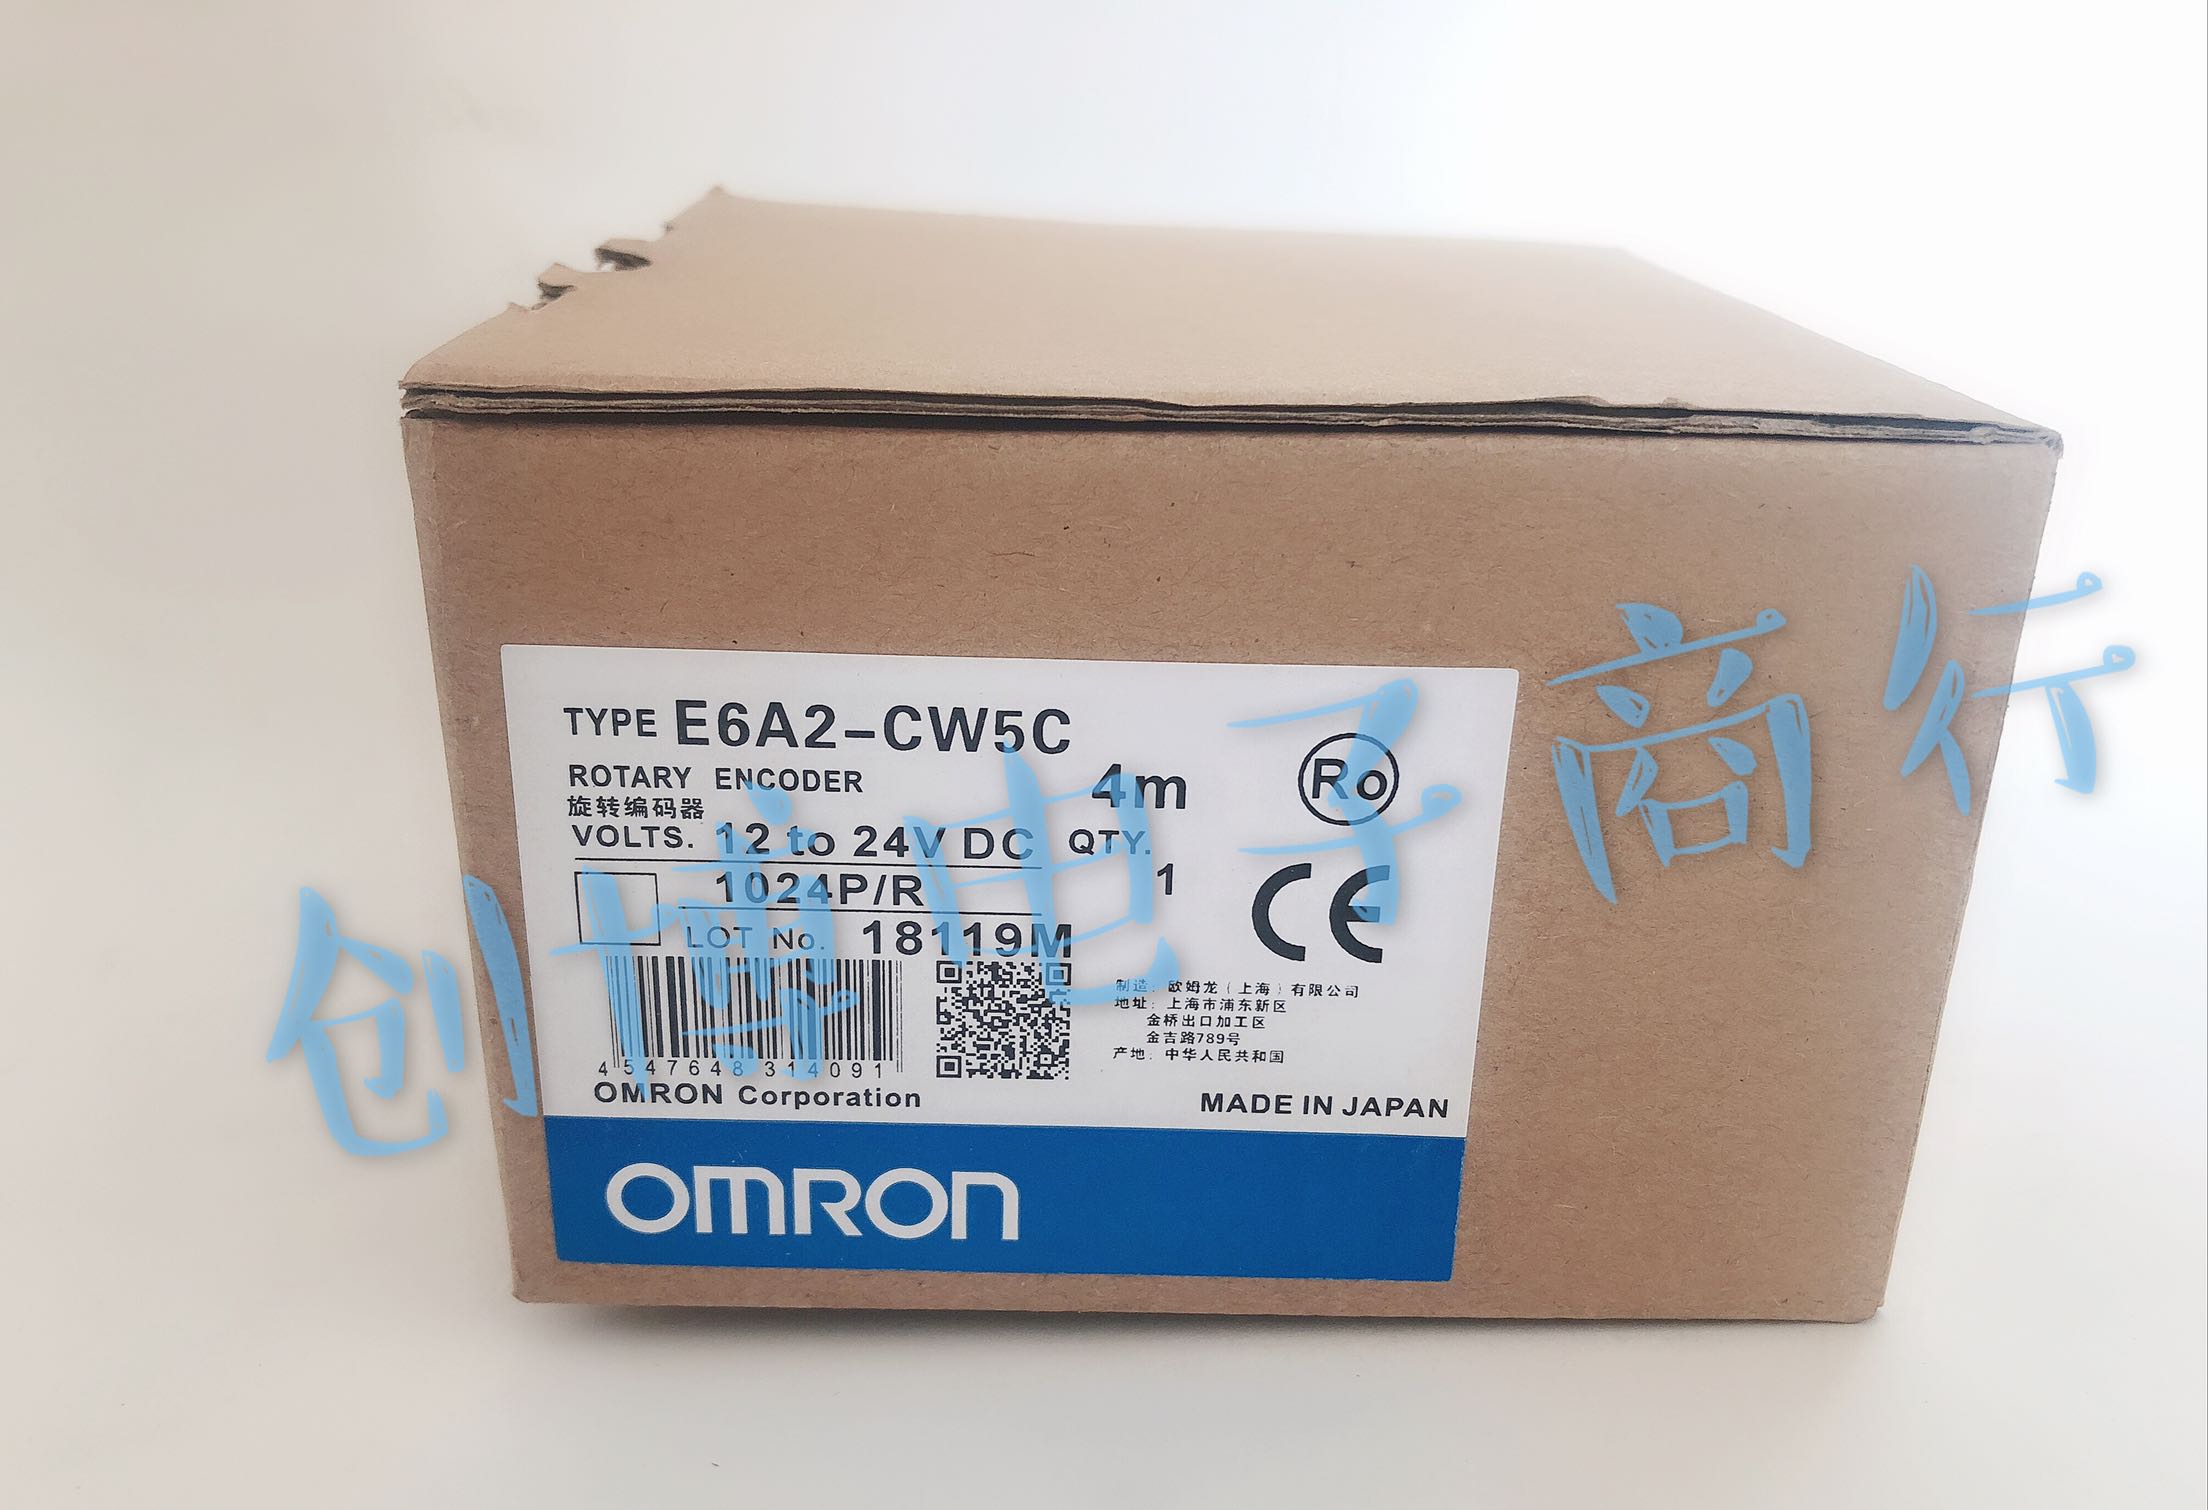 TYPE E6A2-CW5C
ROTARY ENCODER 4m
旋转编码器
VOLTS. 12 to 24V DC QTY.
1024P/R 1
LOT No. 18119M
Ro
CE
4547648314091
制造:欧姆龙(上海)有限公司
地址:上海市浦东新区
金桥出口加工区
金吉路789号
产地:中华人民共和国
OMRON Corporation
MADE IN JAPAN
OMRON
创博电子商行